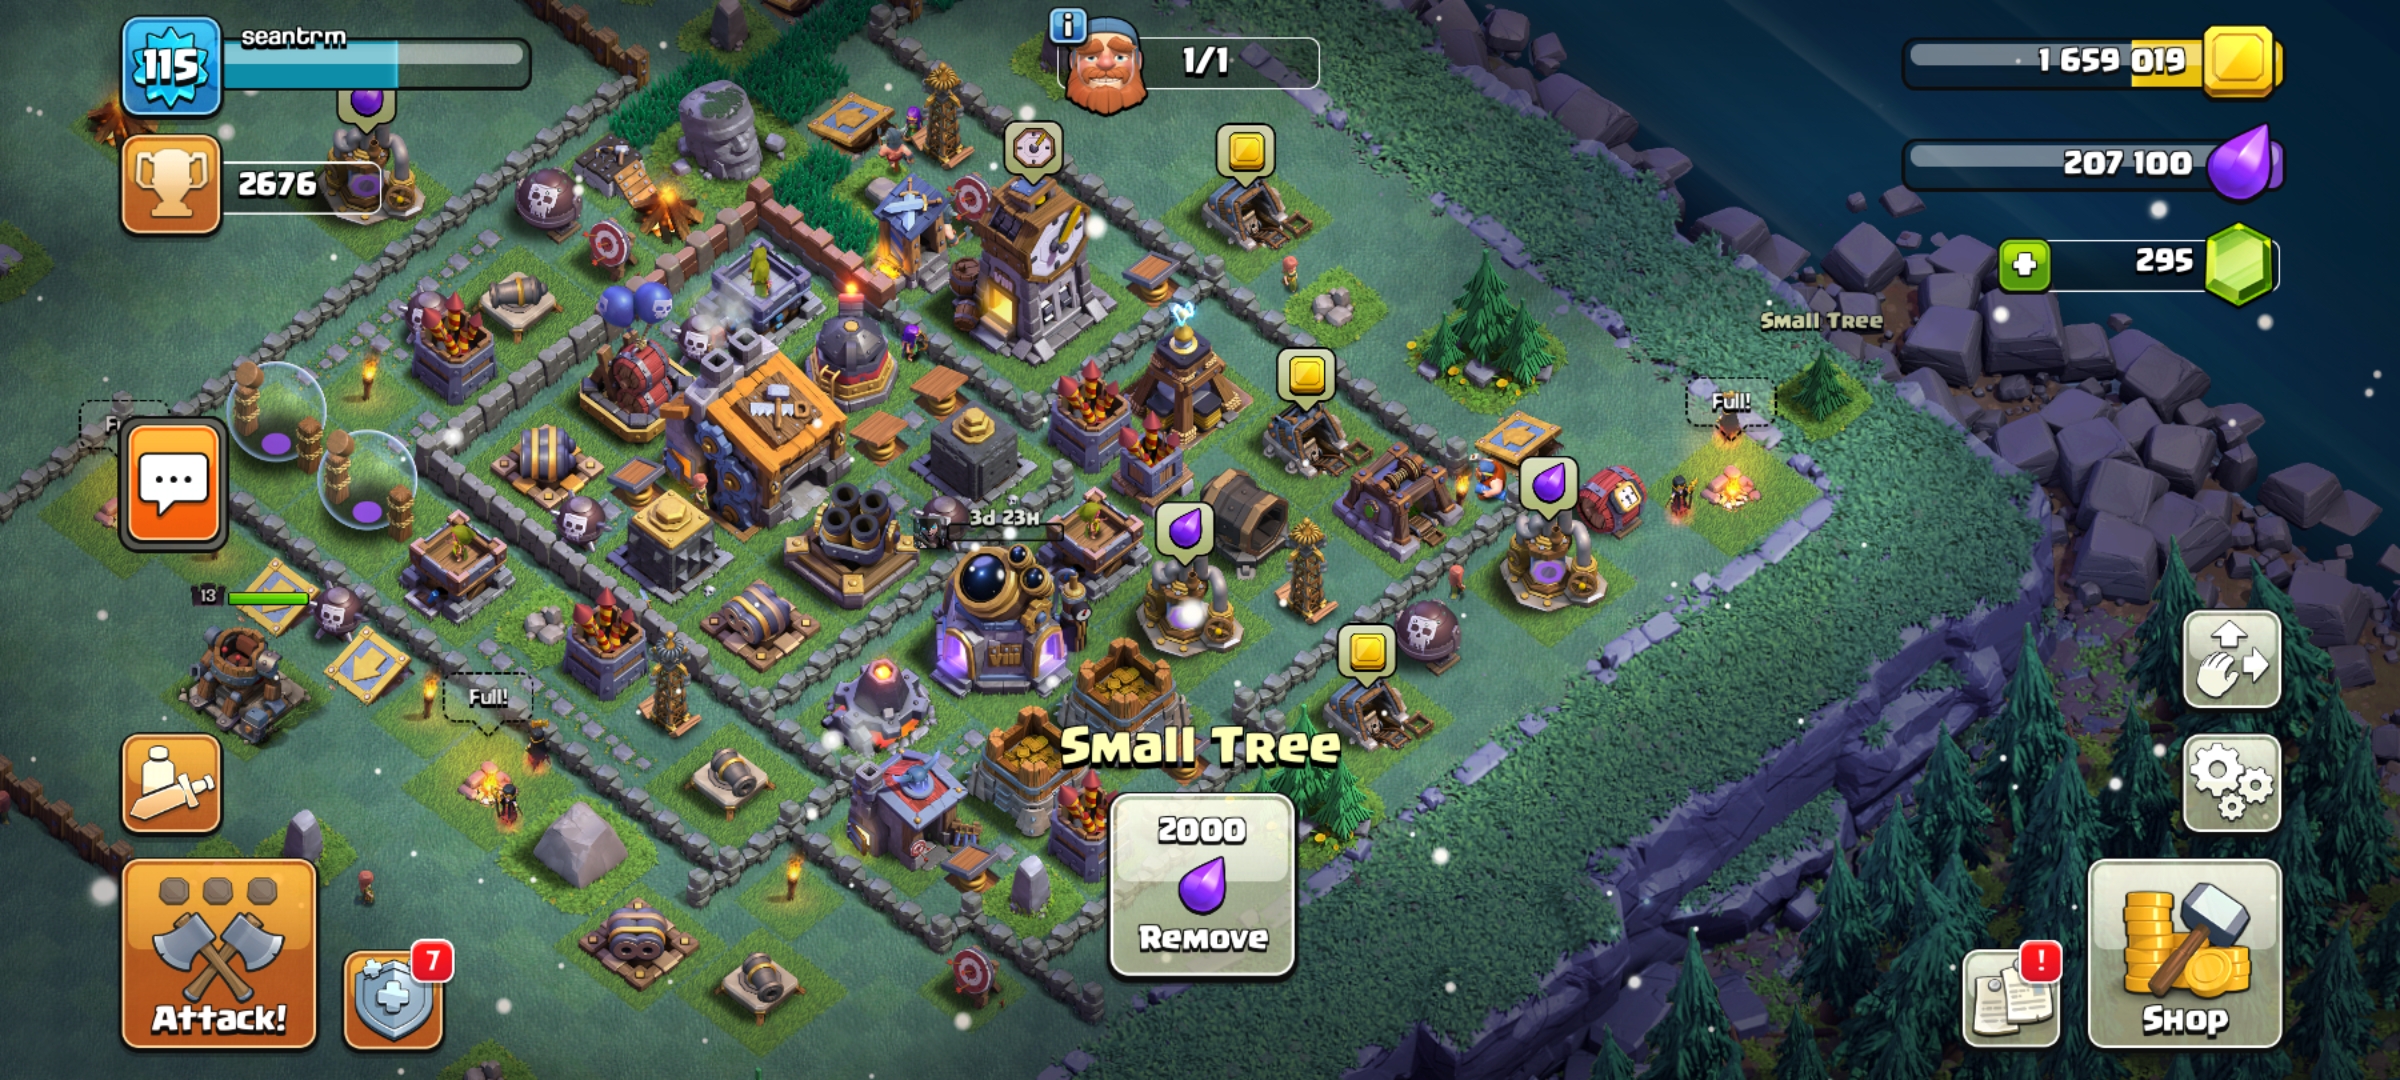 115
seantrm
1/1
1 659 019
2676
207 100
295
Small Tree
Full!
3d 23H
13
Full!
Small Tree
2000
Remove
Attack!
7
!
Shop
VIII